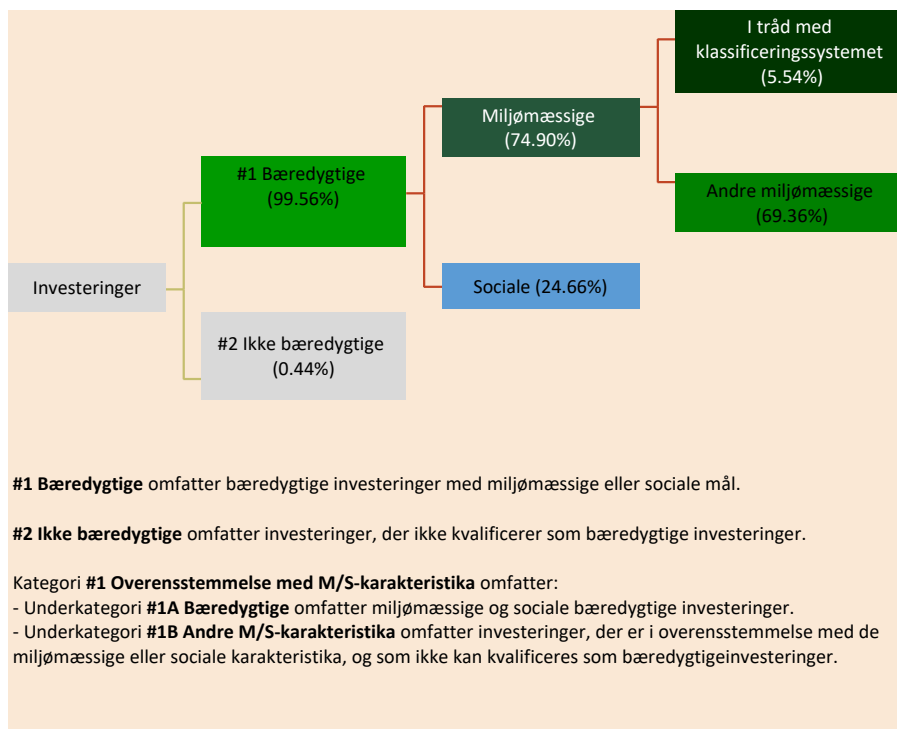 I tråd med
klassificeringssystemet
(5.54%)
Miljømæssige
(74.90%)
#1 Bæredygtige
(99.56%)
Andre miljømæssige
(69.36%)
Investeringer
Sociale (24.66%)
#2 Ikke bæredygtige
(0.44%)
#1 Bæredygtige omfatter bæredygtige investeringer med miljømæssige eller sociale mål.
#2 Ikke bæredygtige omfatter investeringer, der ikke kvalificerer som bæredygtige investeringer.
Kategori #1 Overensstemmelse med M/S-karakteristika omfatter:
- Underkategori #1A Bæredygtige omfatter miljømæssige og sociale bæredygtige investeringer.
- Underkategori #1B Andre M/S-karakteristika omfatter investeringer, der er i overensstemmelse med de
miljømæssige eller sociale karakteristika, og som ikke kan kvalificeres som bæredygtigeinvesteringer.